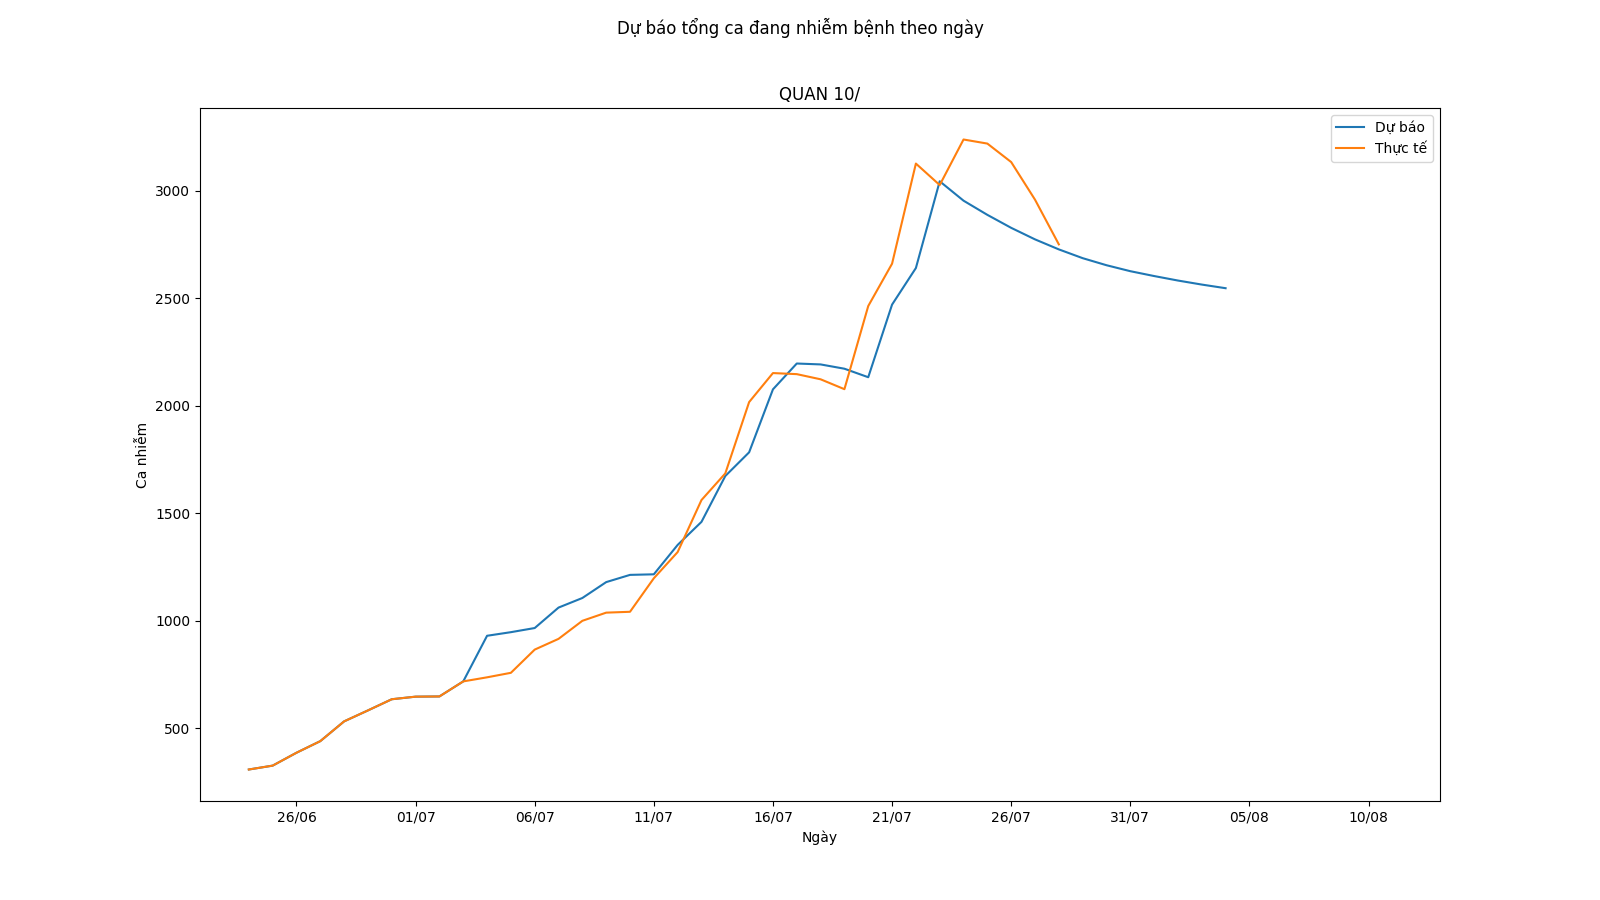 Dự báo tổng ca đang nhiễm bệnh theo ngày
QUAN 10/
Dự báo
Thực tế
3000
2500
2000
1500
1000
500
Ca nhiễm
26/06 01/07 06/07 11/07 16/07 21/07 26/07 31/07 05/08 10/08
Ngày